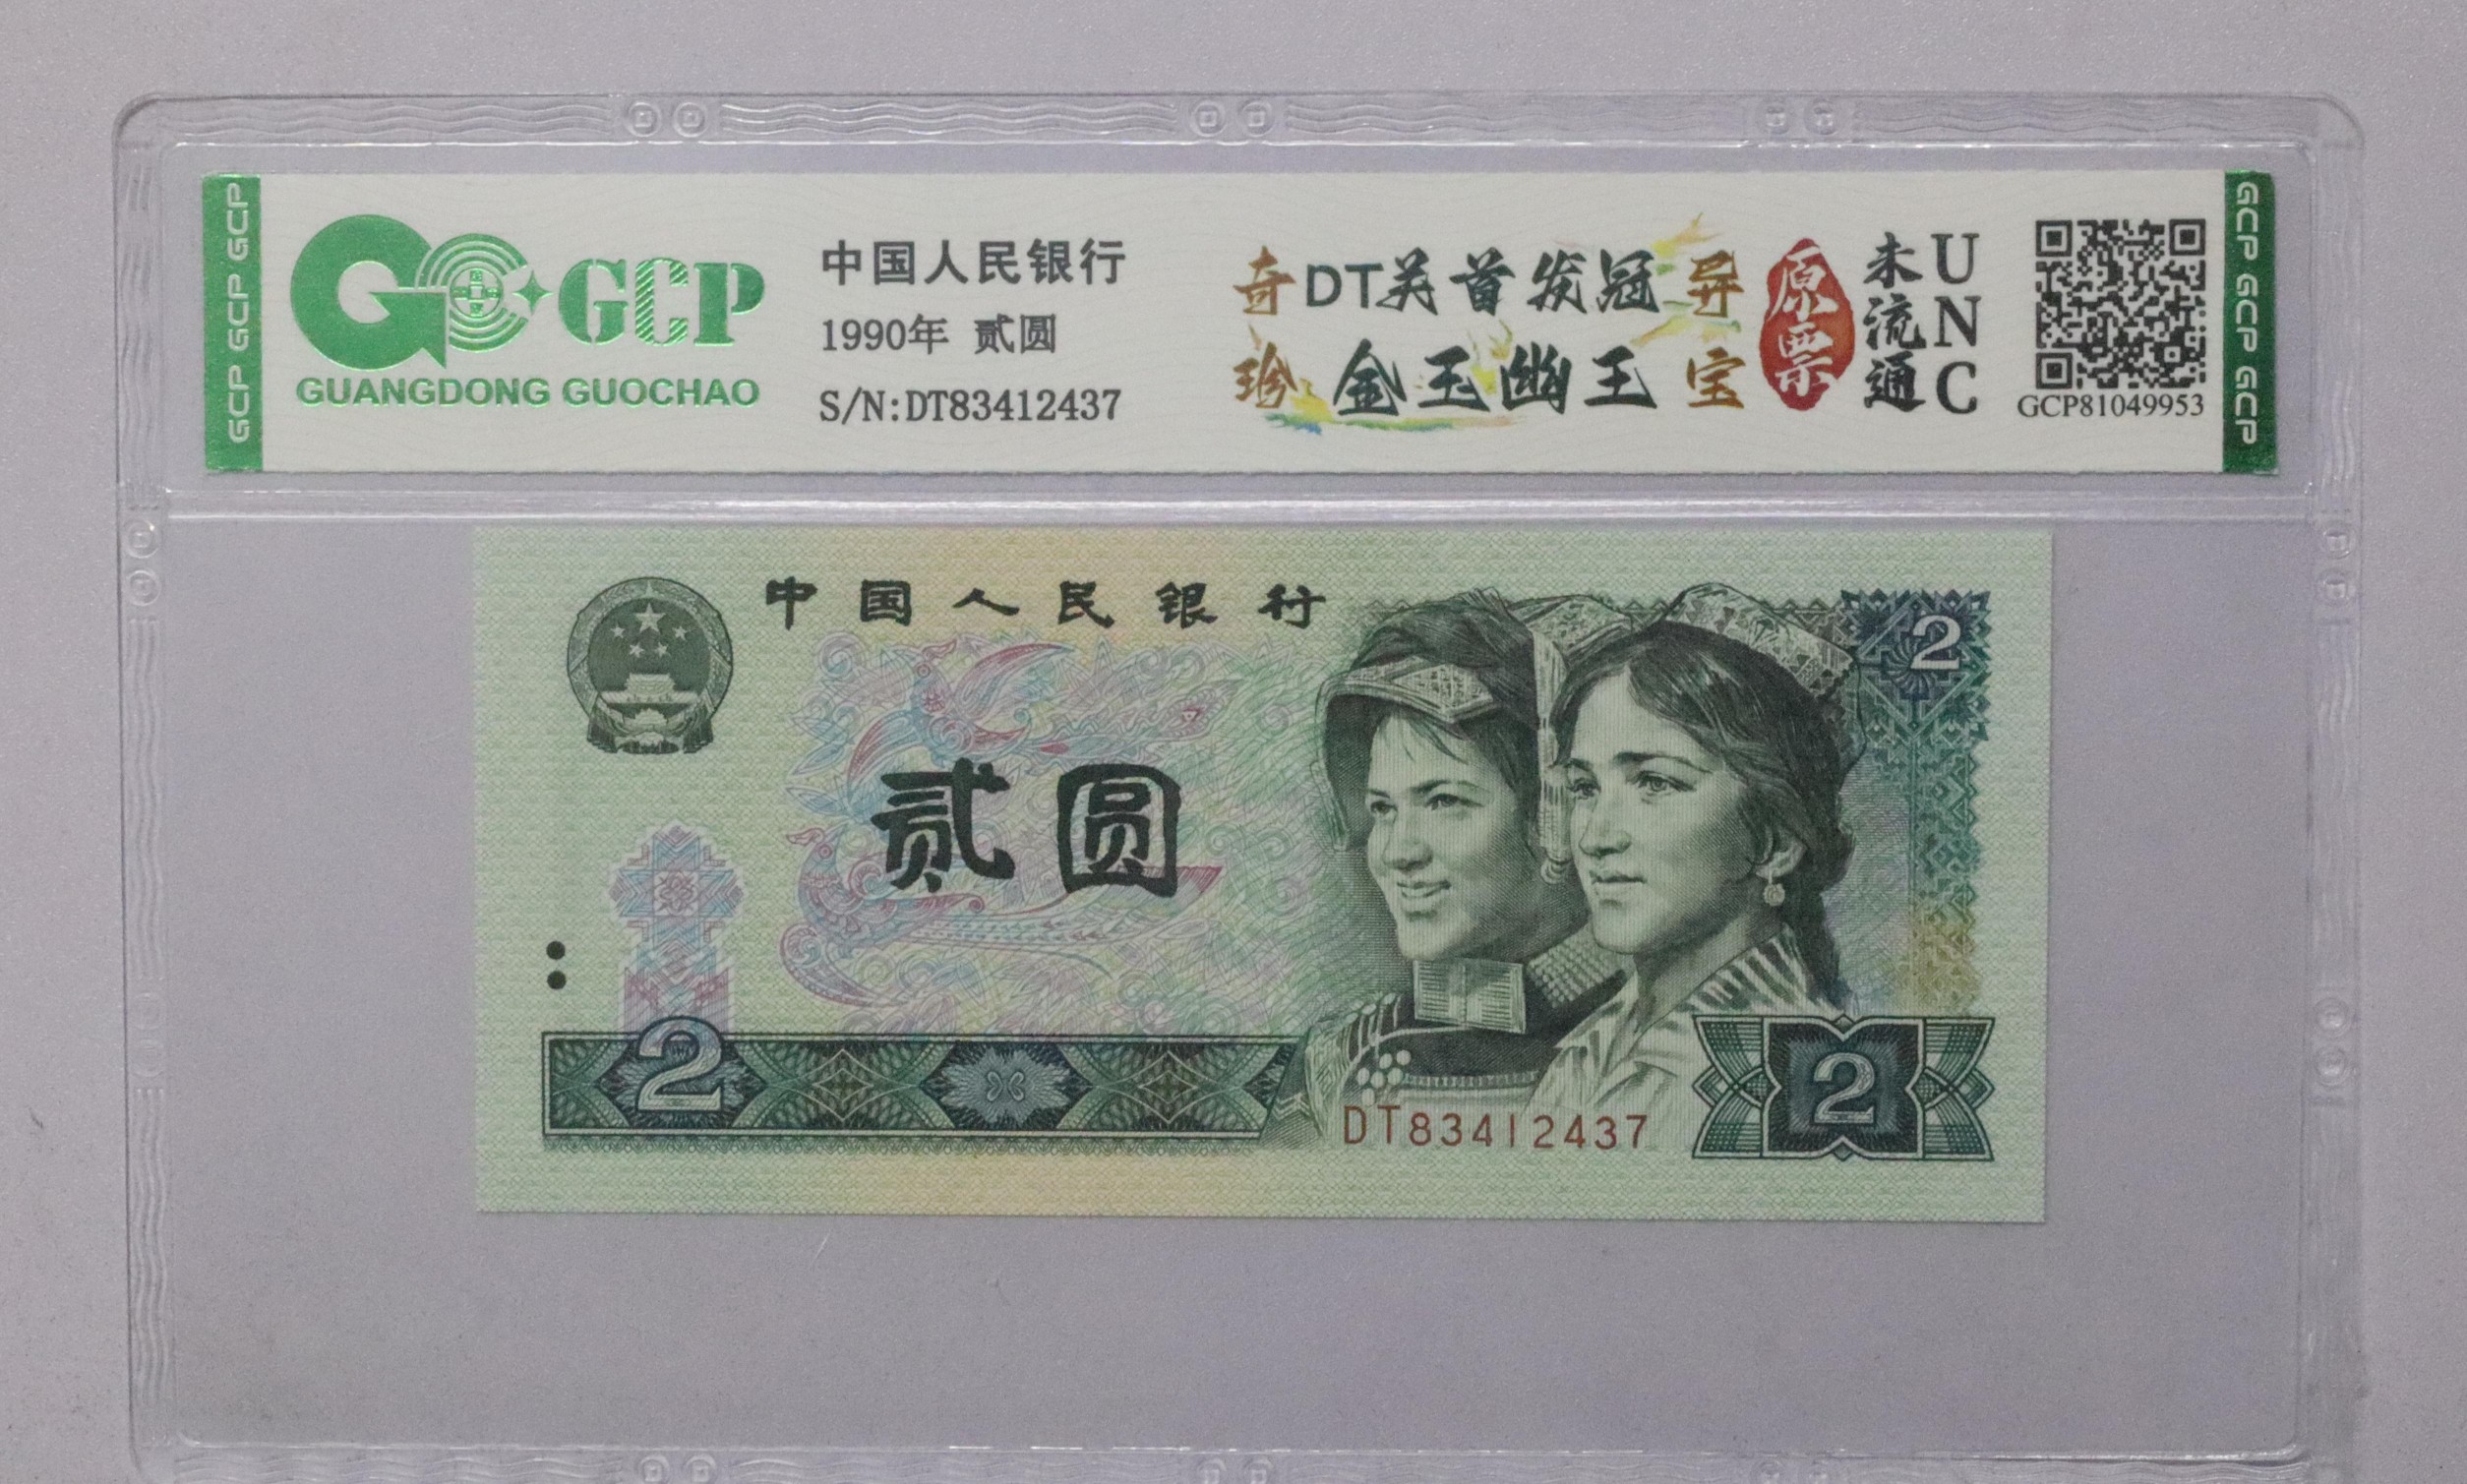 GCP GCP GCP
GCP
GUANGDONG GUOCHAO
中国人民银行
1990年 贰圆
S/N:DT83412437
奇珍
DT关首发冠
金玉幽王
异宝
原票
未流通
UNC
GCP81049953
GCP GCP GCP GCP
中国人民银行
2
贰圆
2
DT83412437
2